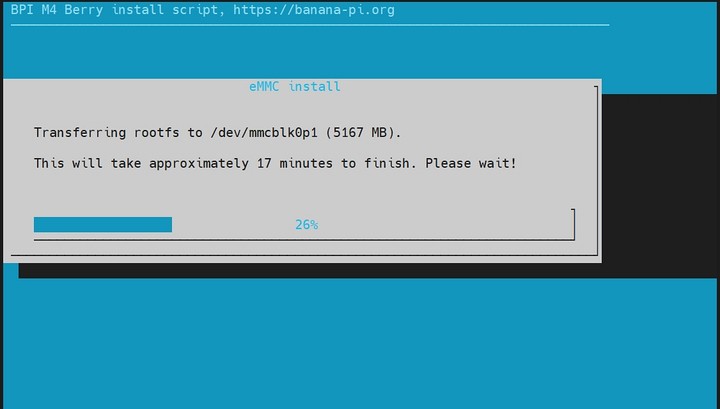 BPI M4 Berry install script, https://banana-pi.org
eMMC install
Transferring rootfs to /dev/mmcblk0p1 (5167 MB).
This will take approximately 17 minutes to finish. Please wait!
26%